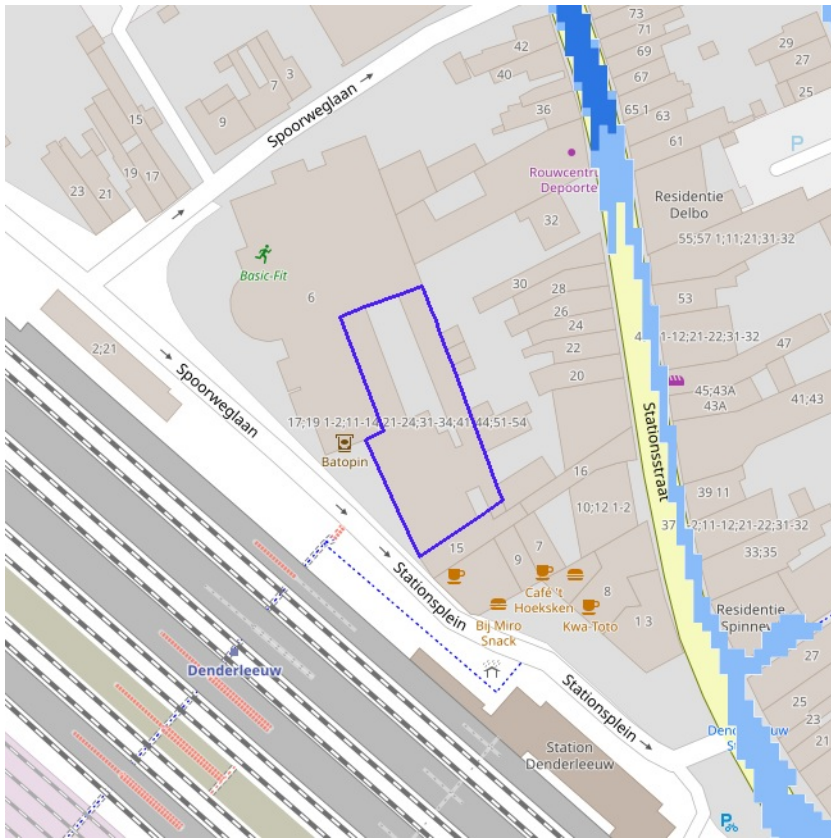 73
71
69
67
65 1
63
61
42
40
36
29
27
25
3
7
9
15
19
17
23
21
Spoorweglaan
P
Rouwcentr
Depoorte
Residentie
Delbo
32
55;57 1;11;21;31-32
Basic-Fit
6
30
28
26
24
22
20
53
4
1-12;21-22;31-32
47
45;43A
43A
41;43
2;21
Spoorweglaan
17;19 1-2;11-14;21-24;31-34;41-44;51-54
Batopin
Stationsstraat
16
10;12 1-2
39 11
37
2;11-12;21-22;31-32
33;35
15
9
7
8
1 3
Café 't
Hoeksken
Bij Miro
Snack
Kwa-Toto
Stationsplein
Residentie
Spinne
27
25
23
21
Denderleeuw
Stationsplein
Station
Denderleeuw
P